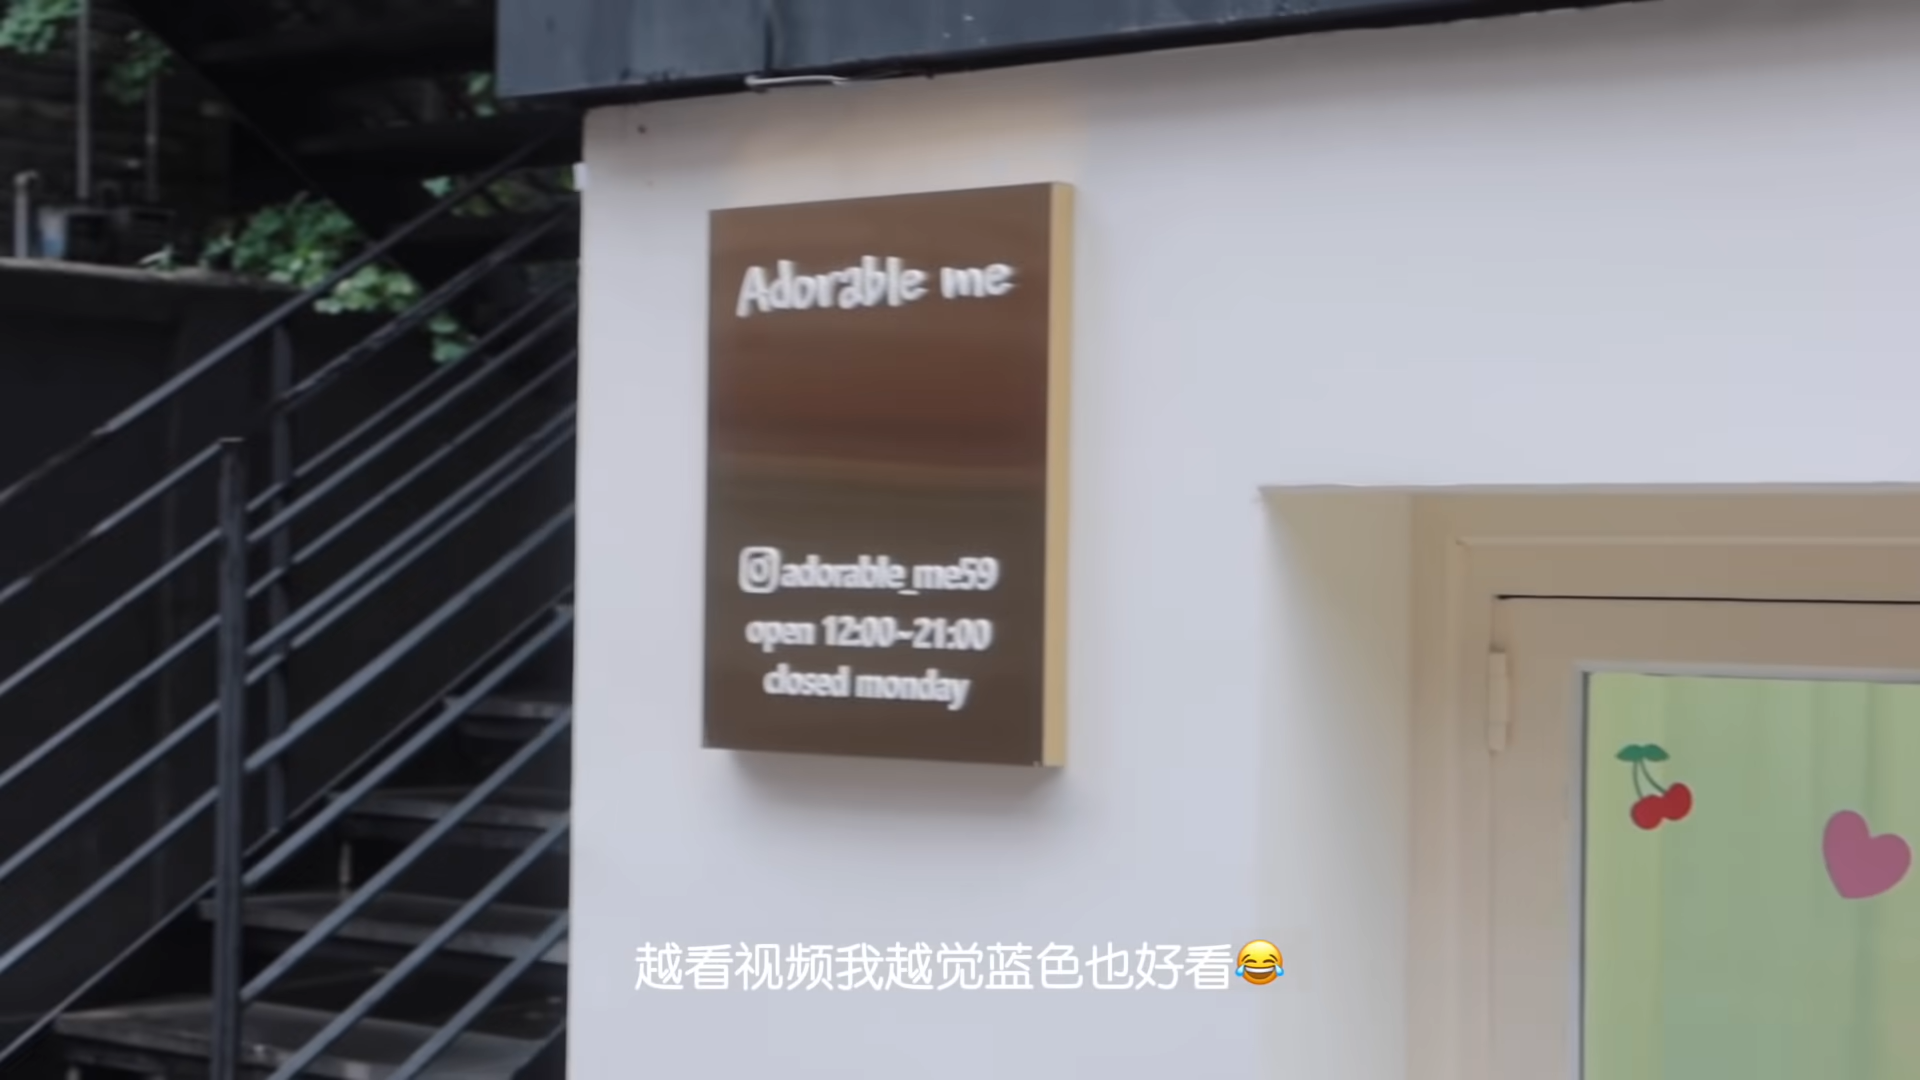 Adorable me
adorable_me59
open 12:00~21:00
closed monday
越看视频我越觉蓝色也好看😂